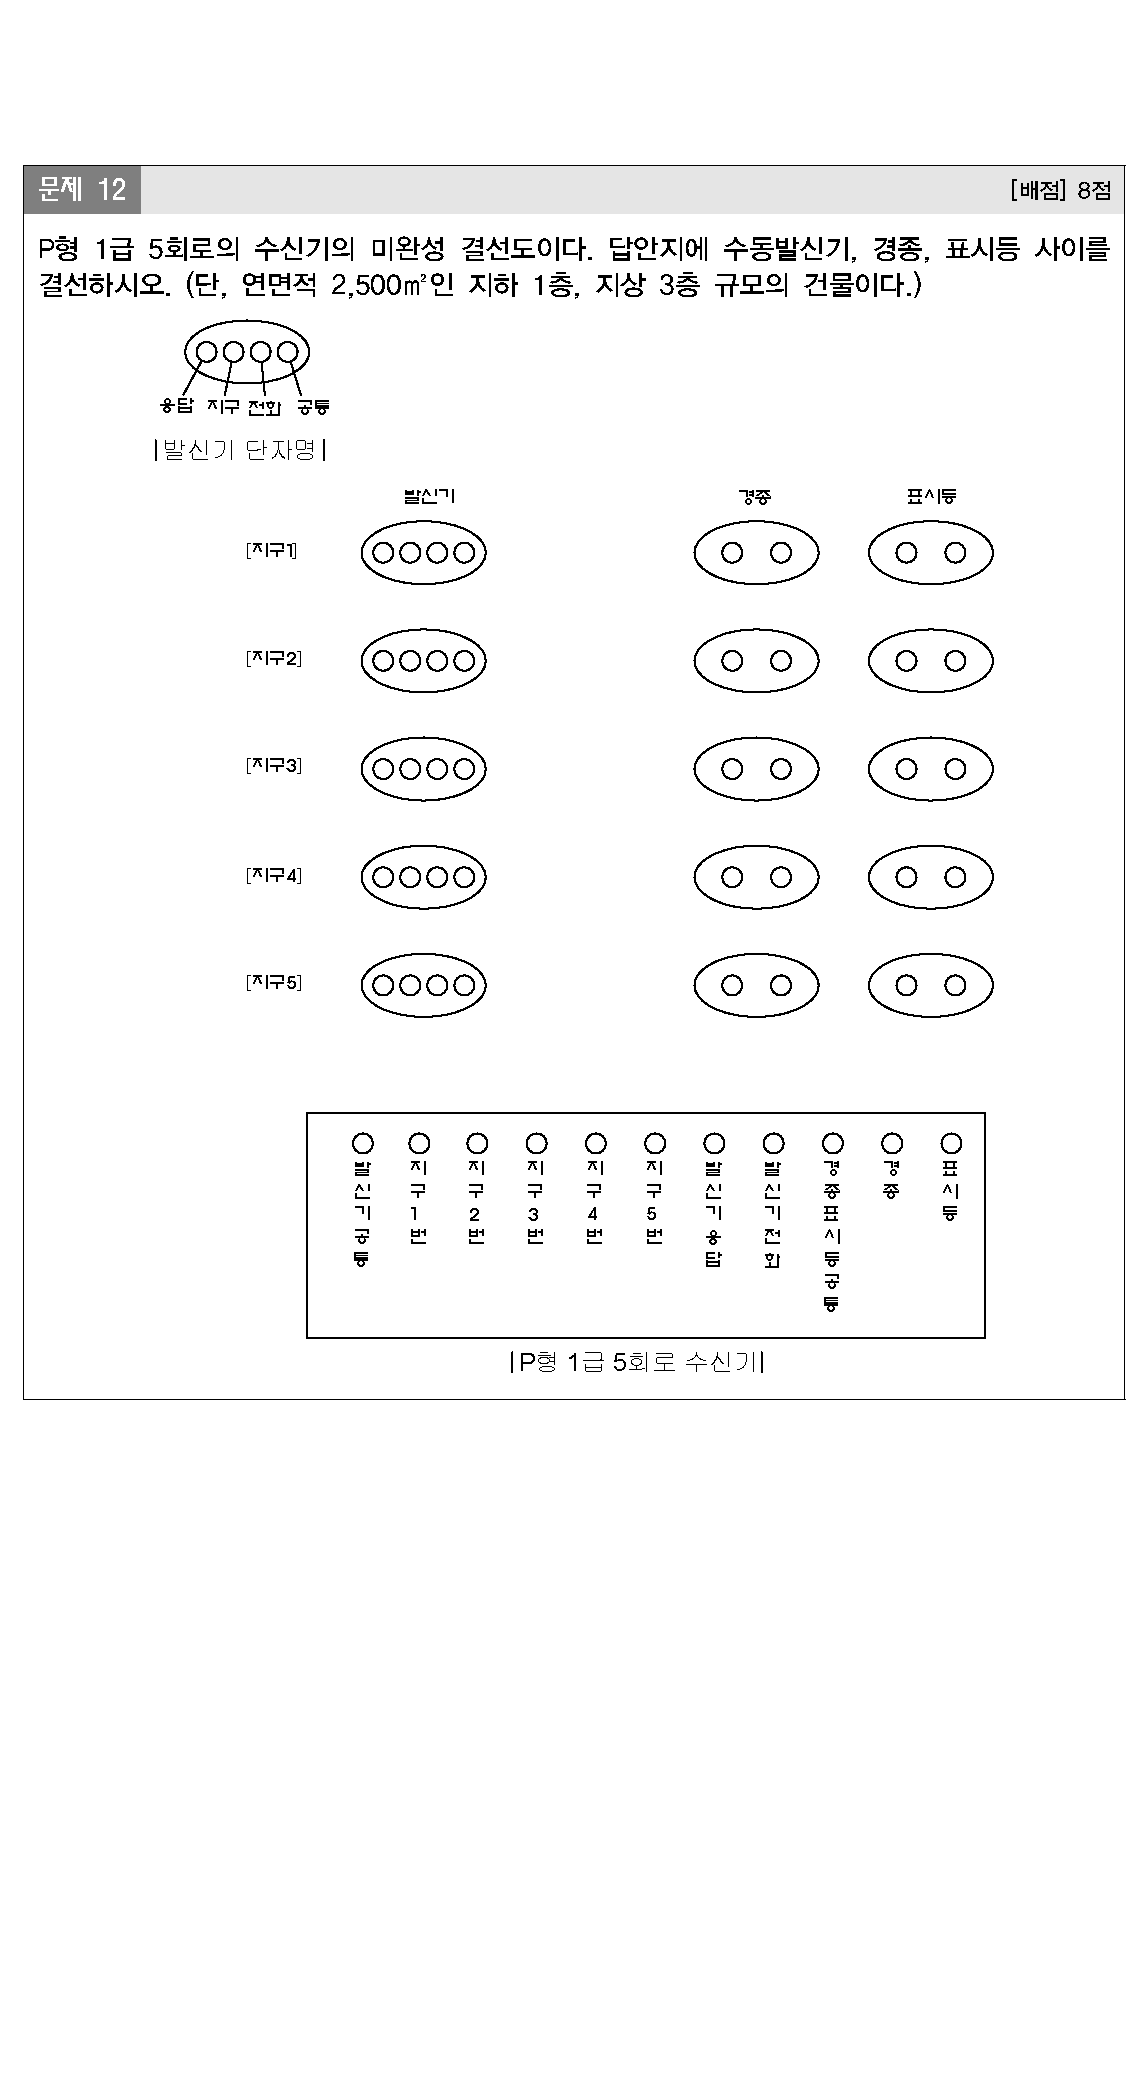 문제 12
[배점] 8점
P형 1급 5회로의 수신기의 미완성 결선도이다. 답안지에 수동발신기, 경종, 표시등 사이를
결선하시오. (단, 연면적 2,500㎡인 지하 1층, 지상 3층 규모의 건물이다.)
응답 지구 전화 공통
|발신기 단자명|
발신기 경종 표시등
[지구1]
[지구2]
[지구3]
[지구4]
[지구5]
발신기공통
지구1번
지구2번
지구3번
지구4번
지구5번
발신기응답
발신기전화
경종표시등공통
경종
표시등
|P형 1급 5회로 수신기|